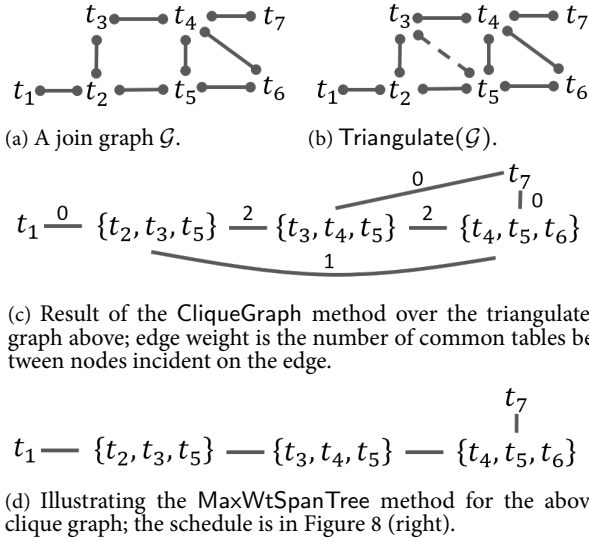 t₃ t₄ t₇ t₃ t₄ t₇
t₁ t₂ t₅ t₆ t₁ t₂ t₅ t₆
(a) A join graph 𝒢. (b) Triangulate(𝒢).
0 t₇
t₁ 0 {t₂, t₃, t₅} 2 {t₃, t₄, t₅} 2 {t₄, t₅, t₆} 0
1
(c) Result of the CliqueGraph method over the triangulate
graph above; edge weight is the number of common tables be
tween nodes incident on the edge.
t₇
t₁ {t₂, t₃, t₅} {t₃, t₄, t₅} {t₄, t₅, t₆}
(d) Illustrating the MaxWtSpanTree method for the abov
clique graph; the schedule is in Figure 8 (right).